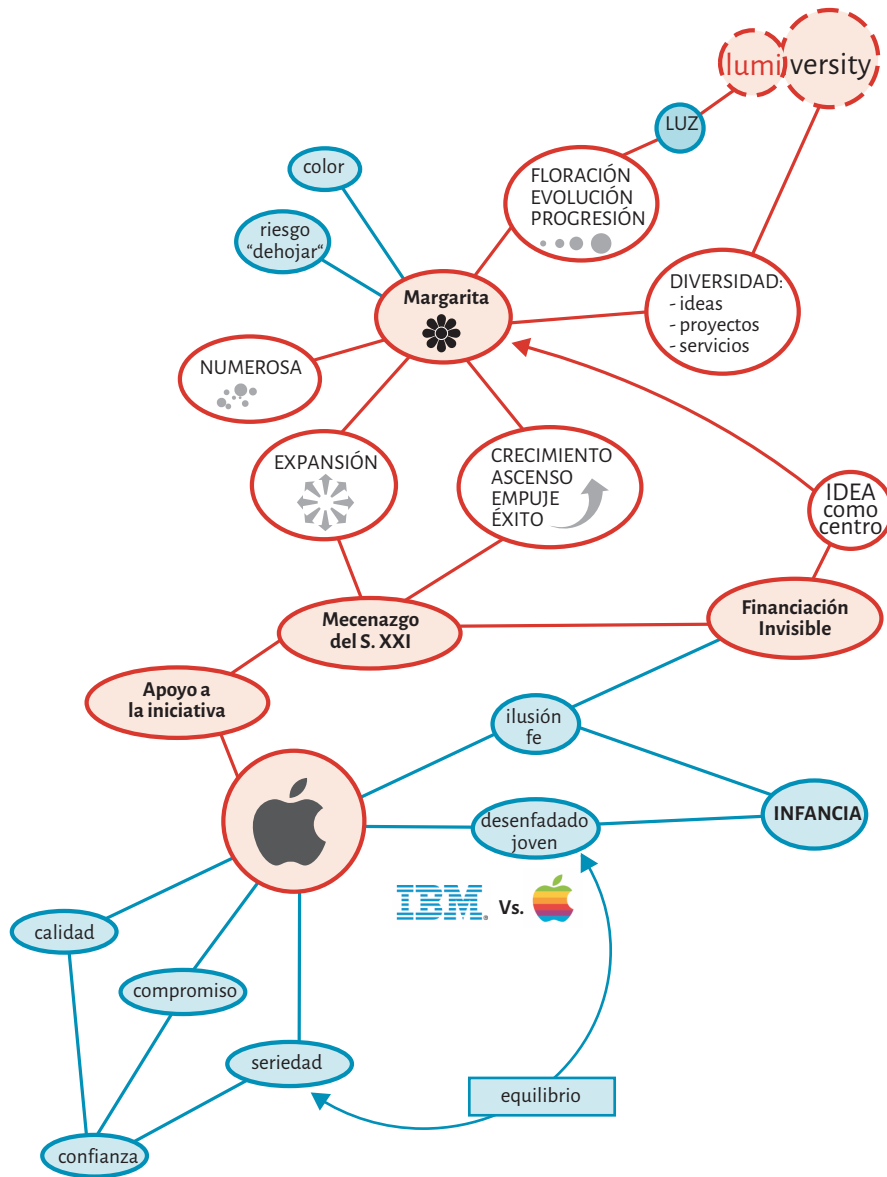 lumiversity
LUZ
color
FLORACIÓN
EVOLUCIÓN
PROGRESIÓN
riesgo
“dehojar“
DIVERSIDAD:
- ideas
- proyectos
- servicios
Margarita
NUMEROSA
EXPANSIÓN
CRECIMIENTO
ASCENSO
EMPUJE
ÉXITO
IDEA
como
centro
Mecenazgo
del S. XXI
Financiación
Invisible
Apoyo a
la iniciativa
ilusión
fe
desenfadado
joven
INFANCIA
IBM® Vs.
calidad
compromiso
seriedad
equilibrio
confianza